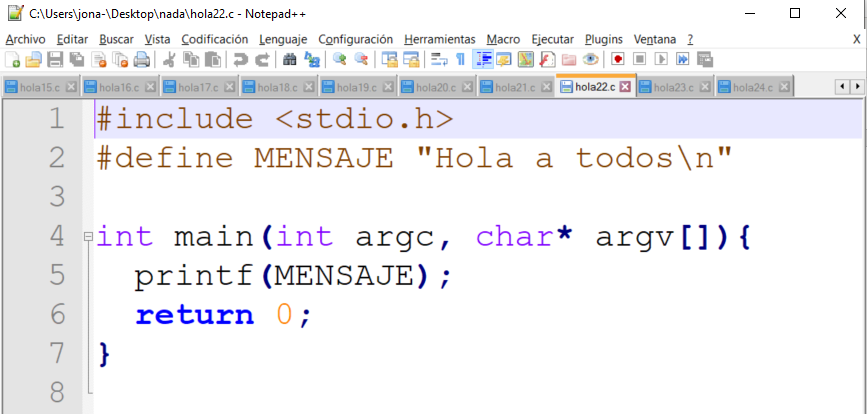 C:\Users\jona-\Desktop\nada\hola22.c - Notepad++
Archivo Editar Buscar Vista Codificación Lenguaje Configuración Herramientas Macro Ejecutar Plugins Ventana ? X
hola15.c hola16.c hola17.c hola18.c hola19.c hola20.c hola21.c hola22.c hola23.c hola24.c
1 #include <stdio.h>
2 #define MENSAJE "Hola a todos\n"
3
4 int main(int argc, char* argv[]){
5 printf(MENSAJE);
6 return 0;
7 }
8